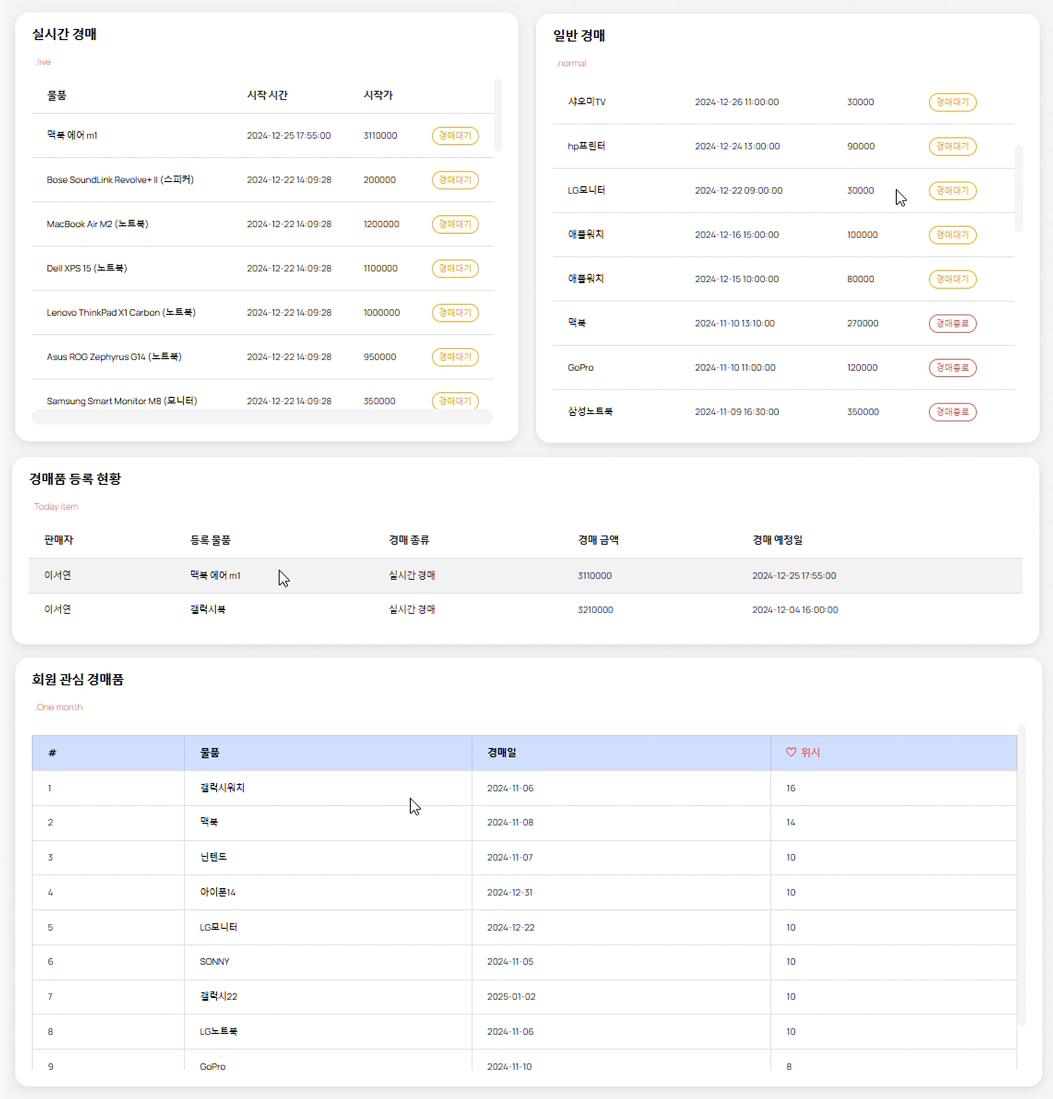 실시간 경매
.live
물품 시작 시간 시작가
맥북 에어 m1 2024-12-25 17:55:00 3110000 경매대기
Bose SoundLink Revolve+ II (스피커) 2024-12-22 14:09:28 200000 경매대기
MacBook Air M2 (노트북) 2024-12-22 14:09:28 1200000 경매대기
Dell XPS 15 (노트북) 2024-12-22 14:09:28 1100000 경매대기
Lenovo ThinkPad X1 Carbon (노트북) 2024-12-22 14:09:28 1000000 경매대기
Asus ROG Zephyrus G14 (노트북) 2024-12-22 14:09:28 950000 경매대기
Samsung Smart Monitor M8 (모니터) 2024-12-22 14:09:28 350000 경매대기
일반 경매
.normal
샤오미TV 2024-12-26 11:00:00 30000 경매대기
hp프린터 2024-12-24 13:00:00 90000 경매대기
LG모니터 2024-12-22 09:00:00 30000 경매대기
애플워치 2024-12-16 15:00:00 100000 경매대기
애플워치 2024-12-15 10:00:00 80000 경매대기
맥북 2024-11-10 13:10:00 270000 경매종료
GoPro 2024-11-10 11:00:00 120000 경매종료
삼성노트북 2024-11-09 16:30:00 350000 경매종료
경매품 등록 현황
.Today item
판매자 등록 물품 경매 종류 경매 금액 경매 예정일
이서연 맥북 에어 m1 실시간 경매 3110000 2024-12-25 17:55:00
이서연 갤럭시북 실시간 경매 3210000 2024-12-04 16:00:00
회원 관심 경매품
.One month
# 물품 경매일 ♡ 위시
1 갤럭시워치 2024-11-06 16
2 맥북 2024-11-08 14
3 닌텐도 2024-11-07 10
4 아이폰14 2024-12-31 10
5 LG모니터 2024-12-22 10
6 SONNY 2024-11-05 10
7 갤럭시22 2025-01-02 10
8 LG노트북 2024-11-06 10
9 GoPro 2024-11-10 8